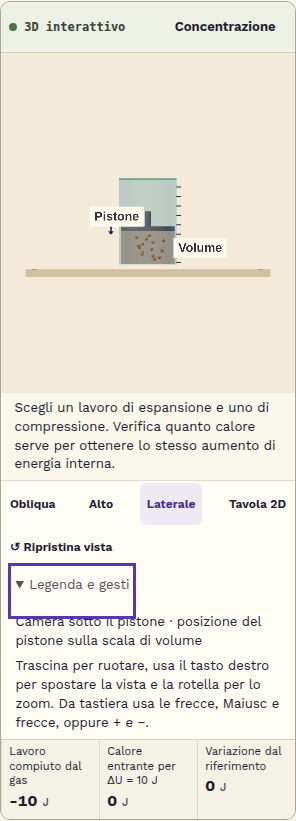 3D interattivo Concentrazione
Pistone
Volume
Scegli un lavoro di espansione e uno di
compressione. Verifica quanto calore
serve per ottenere lo stesso aumento di
energia interna.
Obliqua Alto Laterale Tavola 2D
↺ Ripristina vista
▼ Legenda e gesti
Camera sotto il pistone · posizione del
pistone sulla scala di volume
Trascina per ruotare, usa il tasto destro
per spostare la vista e la rotella per lo
zoom. Da tastiera usa le frecce, Maiusc e
frecce, oppure + e −.
Lavoro
compiuto dal
gas
-10 J
Calore
entrante per
ΔU = 10 J
0 J
Variazione dal
riferimento
0 J